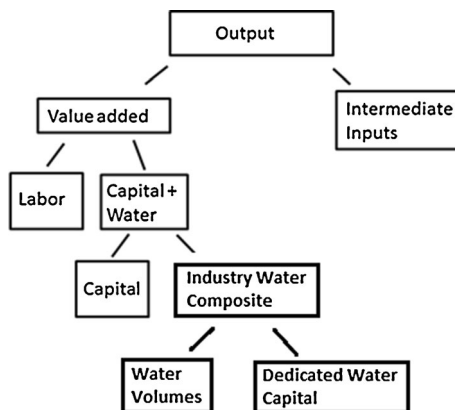 Output
Value added
Intermediate
Inputs
Labor
Capital +
Water
Capital
Industry Water
Composite
Water
Volumes
Dedicated Water
Capital